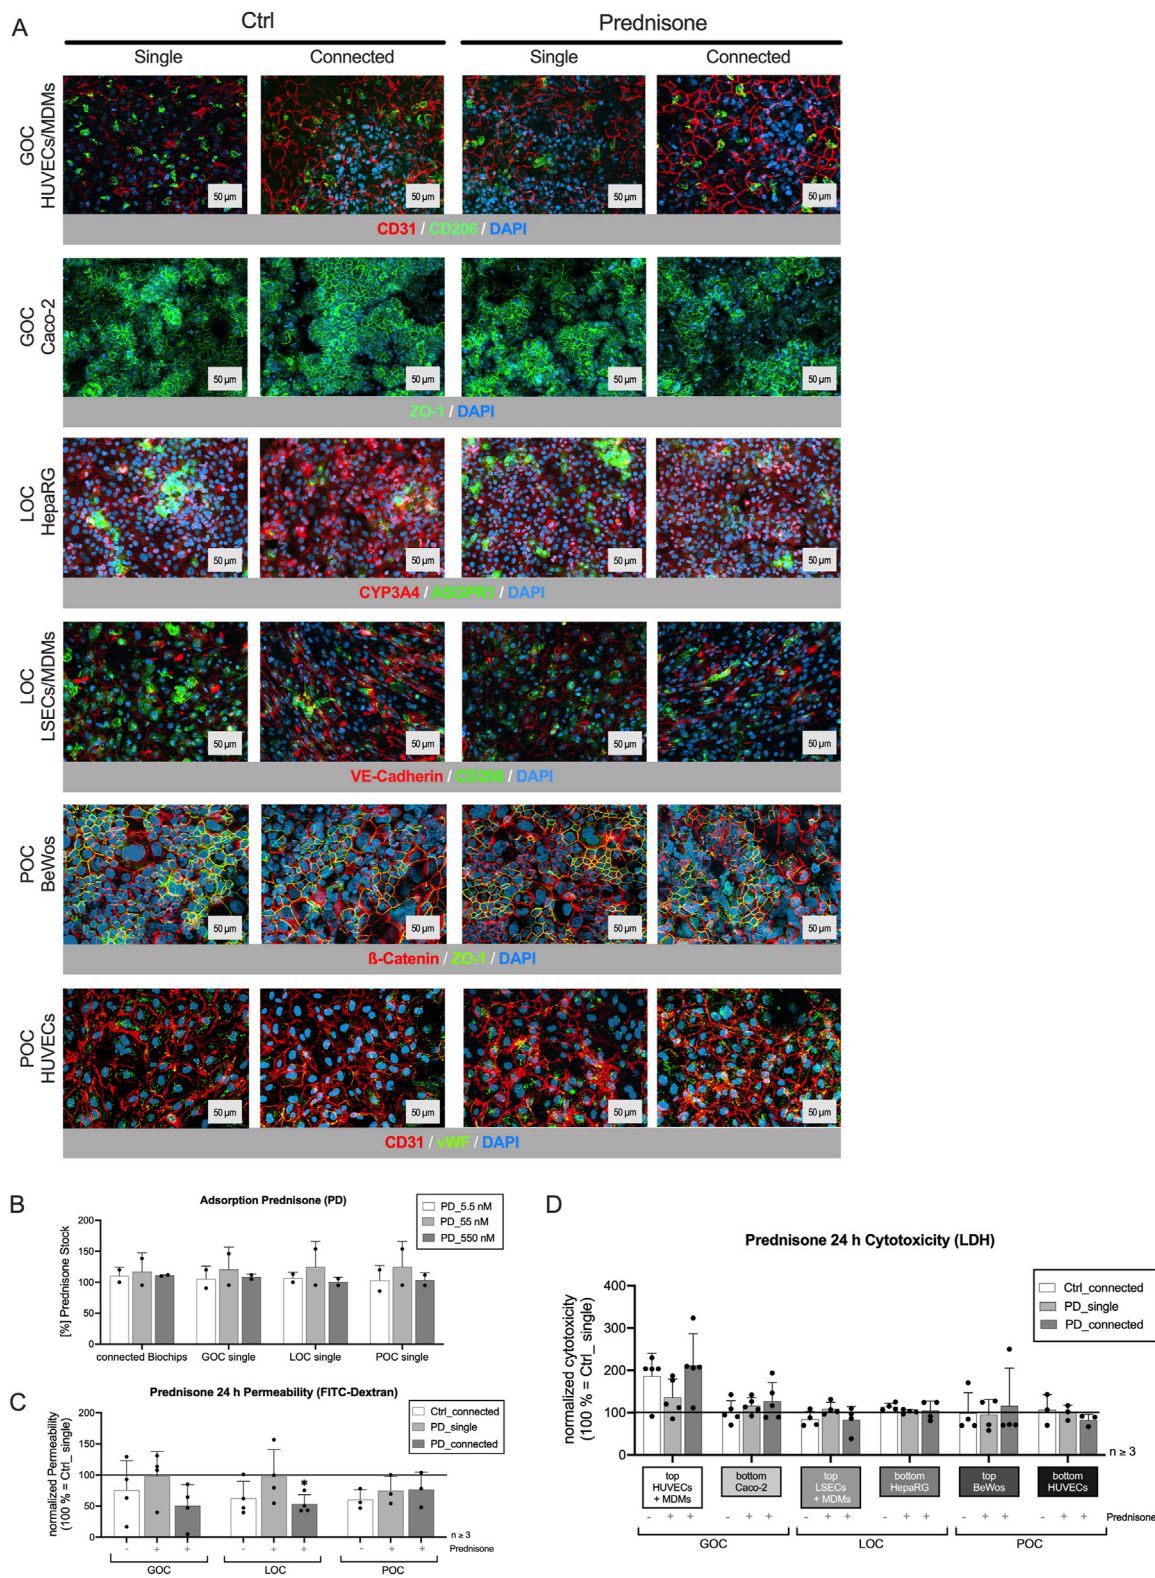 A
Ctrl
Prednisone
Single
Connected
Single
Connected
GOC
HUVECs/MDMs
50 µm
50 µm
50 µm
50 µm
CD31 / CD206 / DAPI
GOC
Caco-2
50 µm
50 µm
50 µm
50 µm
ZO-1 / DAPI
LOC
HepaRG
50 µm
50 µm
50 µm
50 µm
CYP3A4 / ASGPR1 / DAPI
LOC
LSECs/MDMs
50 µm
50 µm
50 µm
50 µm
VE-Cadherin / CD206 / DAPI
POC
BeWos
50 µm
50 µm
50 µm
50 µm
ß-Catenin / ZO-1 / DAPI
POC
HUVECs
50 µm
50 µm
50 µm
50 µm
CD31 / vWF / DAPI
B
Adsorption Prednisone (PD)
PD_5.5 nM
PD_55 nM
PD_550 nM
[%] Prednisone Stock
200
150
100
50
0
connected Biochips
GOC single
LOC single
POC single
C
Prednisone 24 h Permeability (FITC-Dextran)
Ctrl_connected
PD_single
PD_connected
normalized Permeability
(100 % = Ctrl_single)
200
150
100
50
0
*
n ≥ 3
- + + - + + - + + Prednisone
GOC
LOC
POC
D
Prednisone 24 h Cytotoxicity (LDH)
Ctrl_connected
PD_single
PD_connected
normalized cytotoxicity
(100 % = Ctrl_single)
400
300
200
100
0
n ≥ 3
top
HUVECs
+ MDMs
bottom
Caco-2
top
LSECs
+ MDMs
bottom
HepaRG
top
BeWos
bottom
HUVECs
- + + - + + - + + - + + - + + - + + Prednisone
GOC
LOC
POC